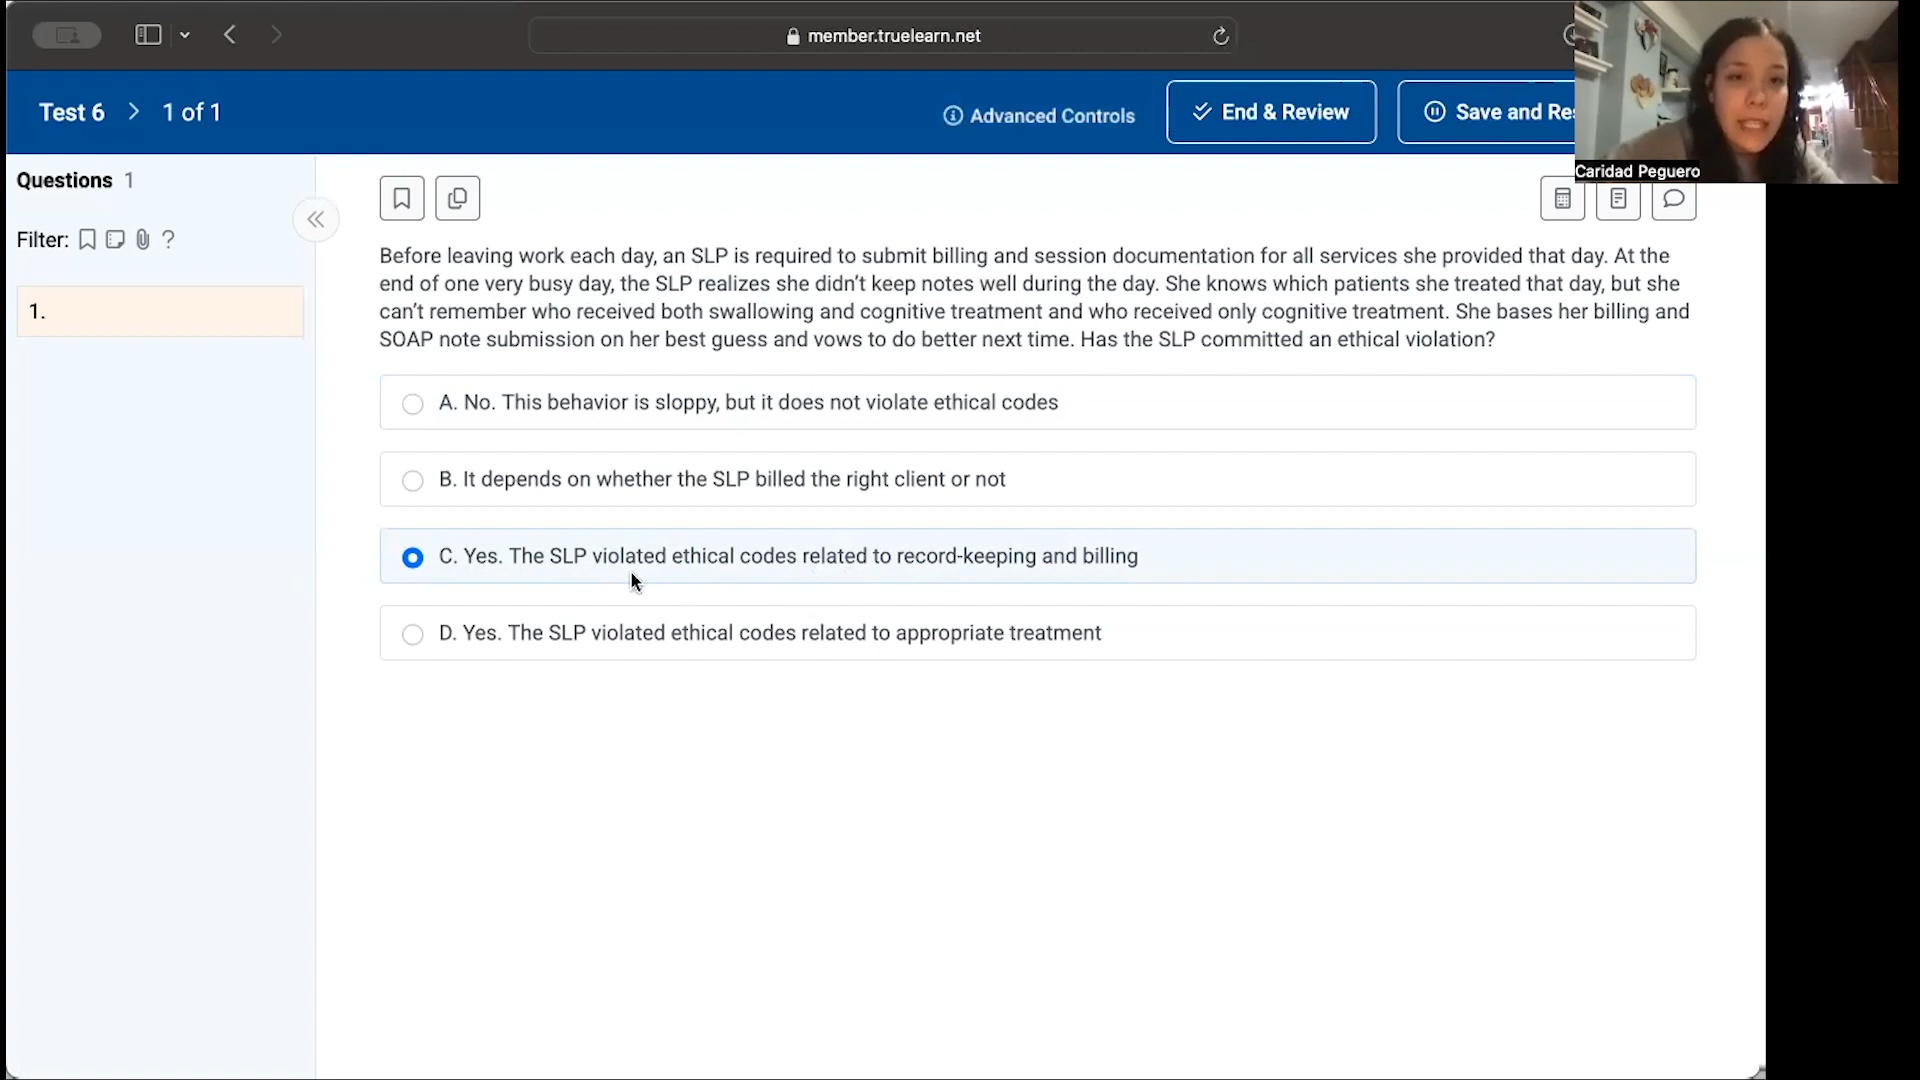 member.truelearn.net
Test 6 > 1 of 1
Advanced Controls
End & Review
Save and Res
Caridad Peguero
Questions 1
Filter:
1.
Before leaving work each day, an SLP is required to submit billing and session documentation for all services she provided that day. At the
end of one very busy day, the SLP realizes she didn’t keep notes well during the day. She knows which patients she treated that day, but she
can’t remember who received both swallowing and cognitive treatment and who received only cognitive treatment. She bases her billing and
SOAP note submission on her best guess and vows to do better next time. Has the SLP committed an ethical violation?
A. No. This behavior is sloppy, but it does not violate ethical codes
B. It depends on whether the SLP billed the right client or not
C. Yes. The SLP violated ethical codes related to record-keeping and billing
D. Yes. The SLP violated ethical codes related to appropriate treatment